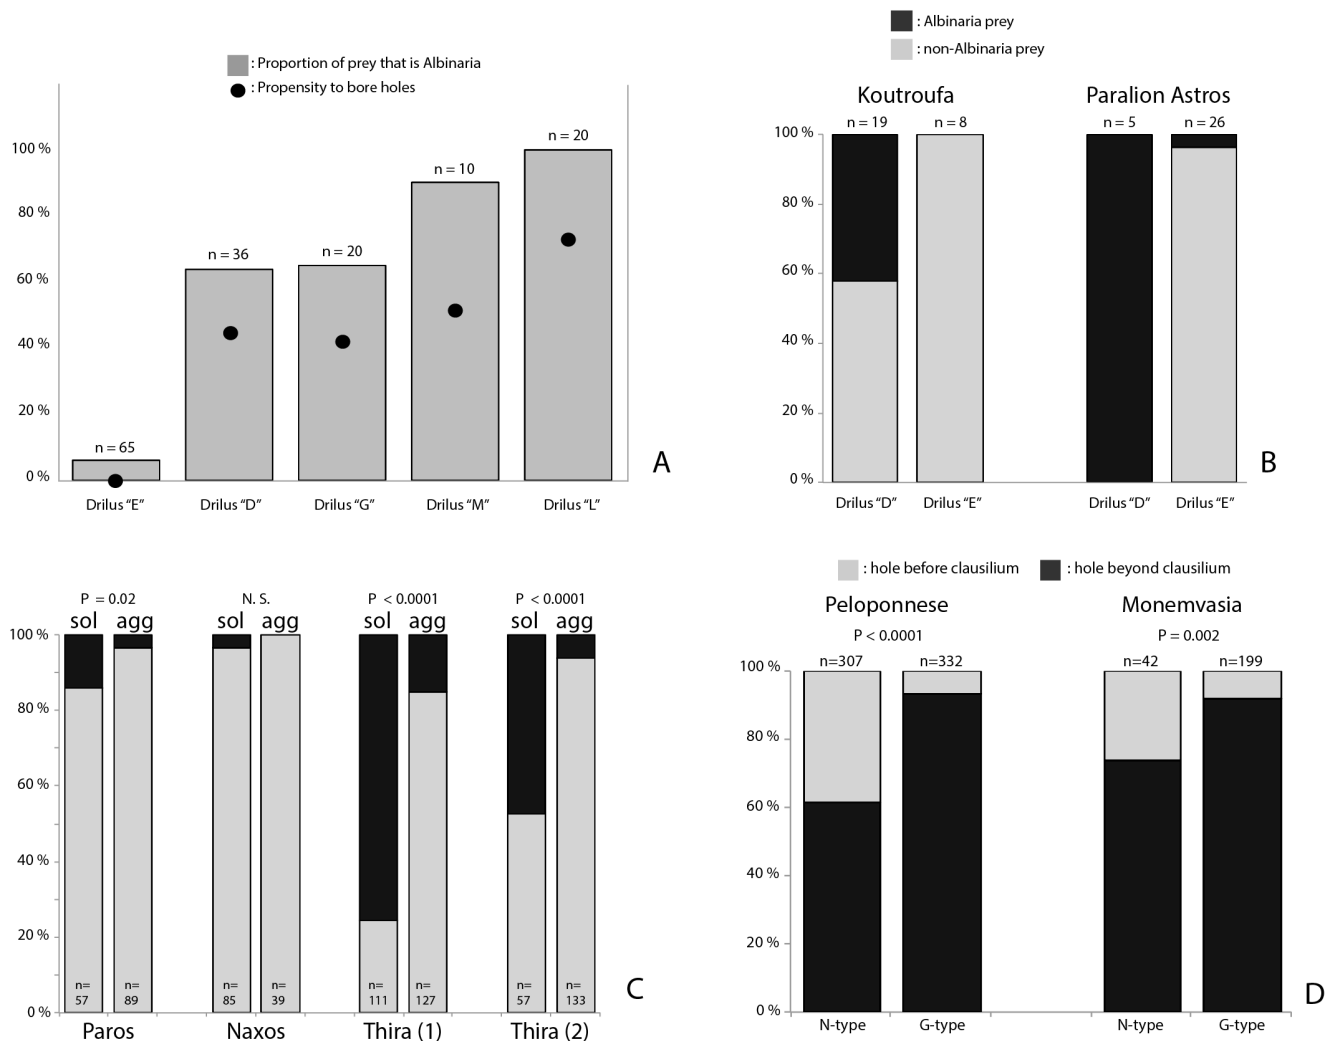 : Proportion of prey that is Albinaria
: Propensity to bore holes
100 %
80 %
60 %
40 %
20 %
0 %
n = 65
n = 36
n = 20
n = 10
n = 20
Drilus “E”
Drilus “D”
Drilus “G”
Drilus “M”
Drilus “L”
A
: Albinaria prey
: non-Albinaria prey
Koutroufa
Paralion Astros
n = 19
n = 8
n = 5
n = 26
100 %
80 %
60 %
40 %
20 %
0 %
Drilus “D”
Drilus “E”
Drilus “D”
Drilus “E”
B
P = 0.02
N. S.
P < 0.0001
P < 0.0001
sol agg
sol agg
sol agg
sol agg
100 %
80 %
60 %
40 %
20 %
0 %
n=
57
n=
89
n=
85
n=
39
n=
111
n=
127
n=
57
n=
133
Paros
Naxos
Thira (1)
Thira (2)
C
: hole before clausilium
: hole beyond clausilium
Peloponnese
Monemvasia
P < 0.0001
P = 0.002
n=307
n=332
n=42
n=199
100 %
80 %
60 %
40 %
20 %
0 %
N-type
G-type
N-type
G-type
D